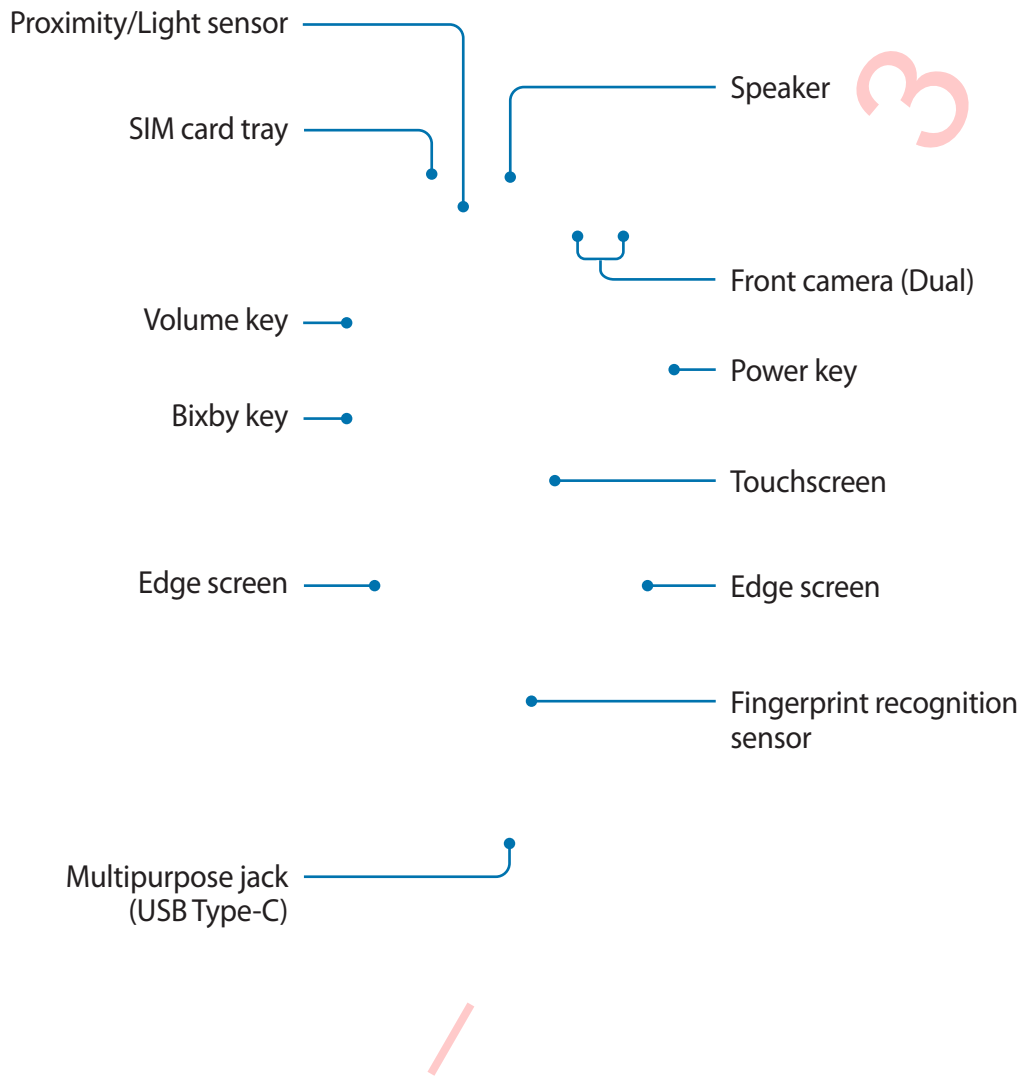 Proximity/Light sensor
Speaker
3
SIM card tray
Front camera (Dual)
Volume key
Power key
Bixby key
Touchscreen
Edge screen
Edge screen
Fingerprint recognition
sensor
Multipurpose jack
(USB Type-C)
/